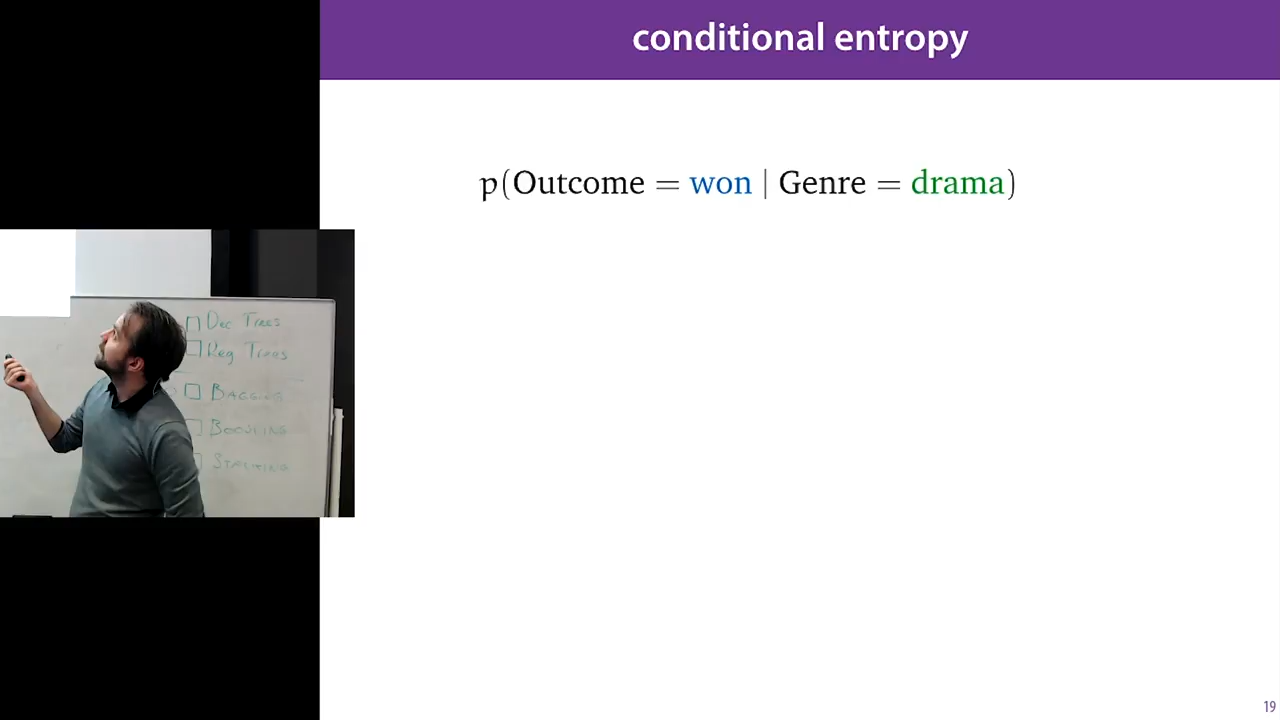 conditional entropy
p(Outcome = won | Genre = drama)
Dec Trees
Reg Trees
Bagging
Boosting
Stacking
19